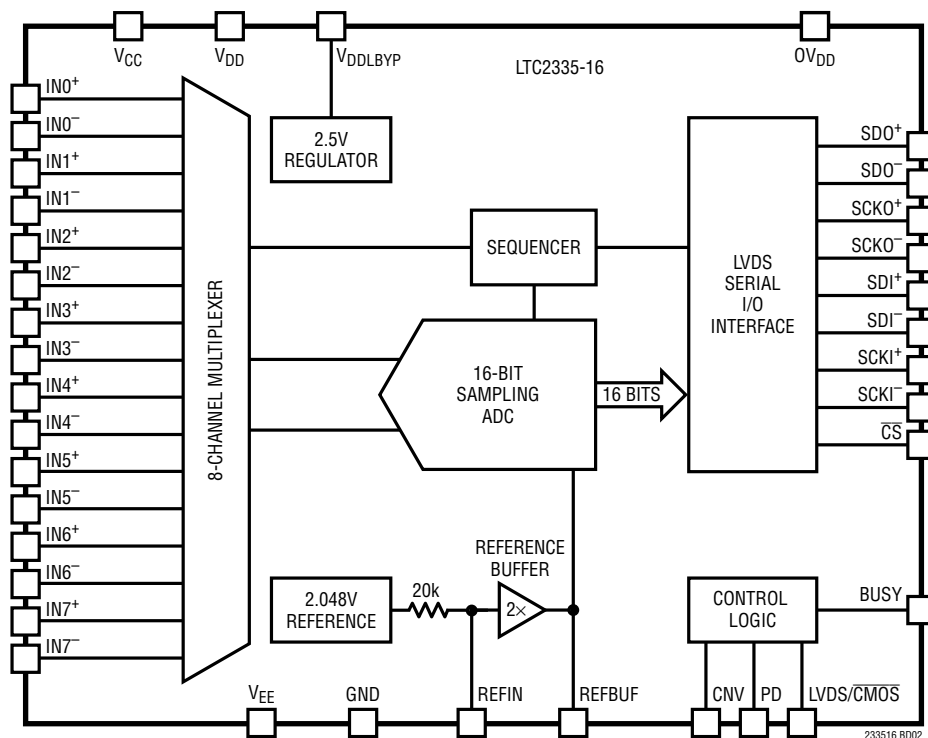 VCC
VDD
VDDLBYP
LTC2335-16
OVDD
IN0+
IN0−
IN1+
IN1−
IN2+
IN2−
IN3+
IN3−
IN4+
IN4−
IN5+
IN5−
IN6+
IN6−
IN7+
IN7−
8-CHANNEL MULTIPLEXER
2.5V
REGULATOR
SEQUENCER
16-BIT
SAMPLING
ADC
16 BITS
LVDS
SERIAL
I/O
INTERFACE
SDO+
SDO−
SCKO+
SCKO−
SDI+
SDI−
SCKI+
SCKI−
CS
2.048V
REFERENCE
20k
REFERENCE
BUFFER
2×
CONTROL
LOGIC
BUSY
VEE
GND
REFIN
REFBUF
CNV
PD
LVDS/CMOS
233516 BD02